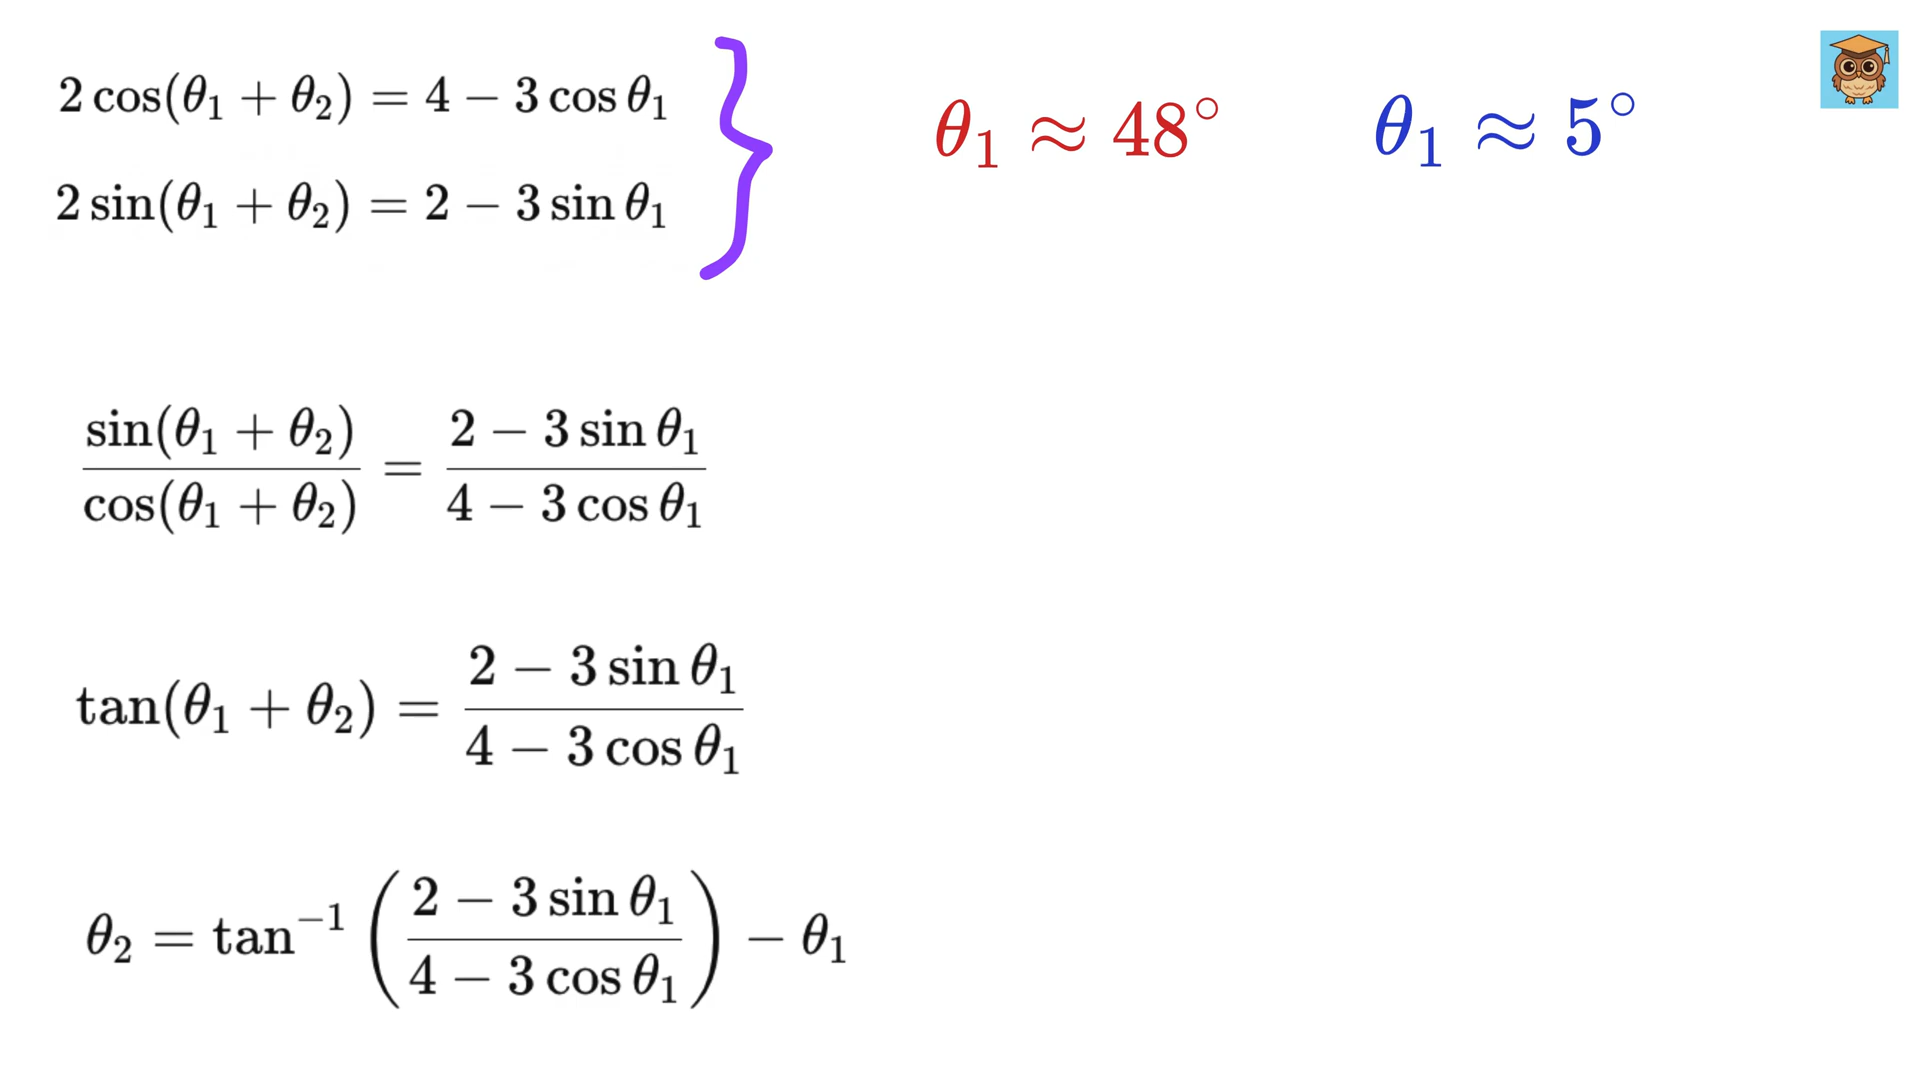 2 cos(θ₁ + θ₂) = 4 − 3 cos θ₁
2 sin(θ₁ + θ₂) = 2 − 3 sin θ₁
θ₁ ≈ 48°
θ₁ ≈ 5°
sin(θ₁ + θ₂) / cos(θ₁ + θ₂) = (2 − 3 sin θ₁) / (4 − 3 cos θ₁)
tan(θ₁ + θ₂) = (2 − 3 sin θ₁) / (4 − 3 cos θ₁)
θ₂ = tan⁻¹ ((2 − 3 sin θ₁) / (4 − 3 cos θ₁)) − θ₁